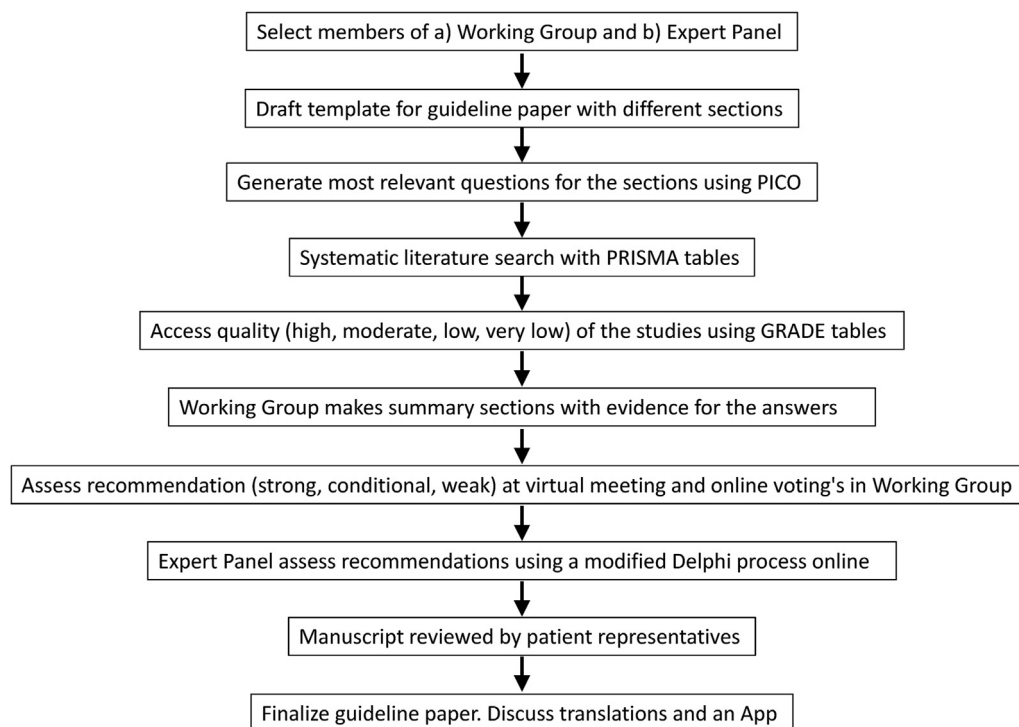 Select members of a) Working Group and b) Expert Panel
Draft template for guideline paper with different sections
Generate most relevant questions for the sections using PICO
Systematic literature search with PRISMA tables
Access quality (high, moderate, low, very low) of the studies using GRADE tables
Working Group makes summary sections with evidence for the answers
Assess recommendation (strong, conditional, weak) at virtual meeting and online voting's in Working Group
Expert Panel assess recommendations using a modified Delphi process online
Manuscript reviewed by patient representatives
Finalize guideline paper. Discuss translations and an App